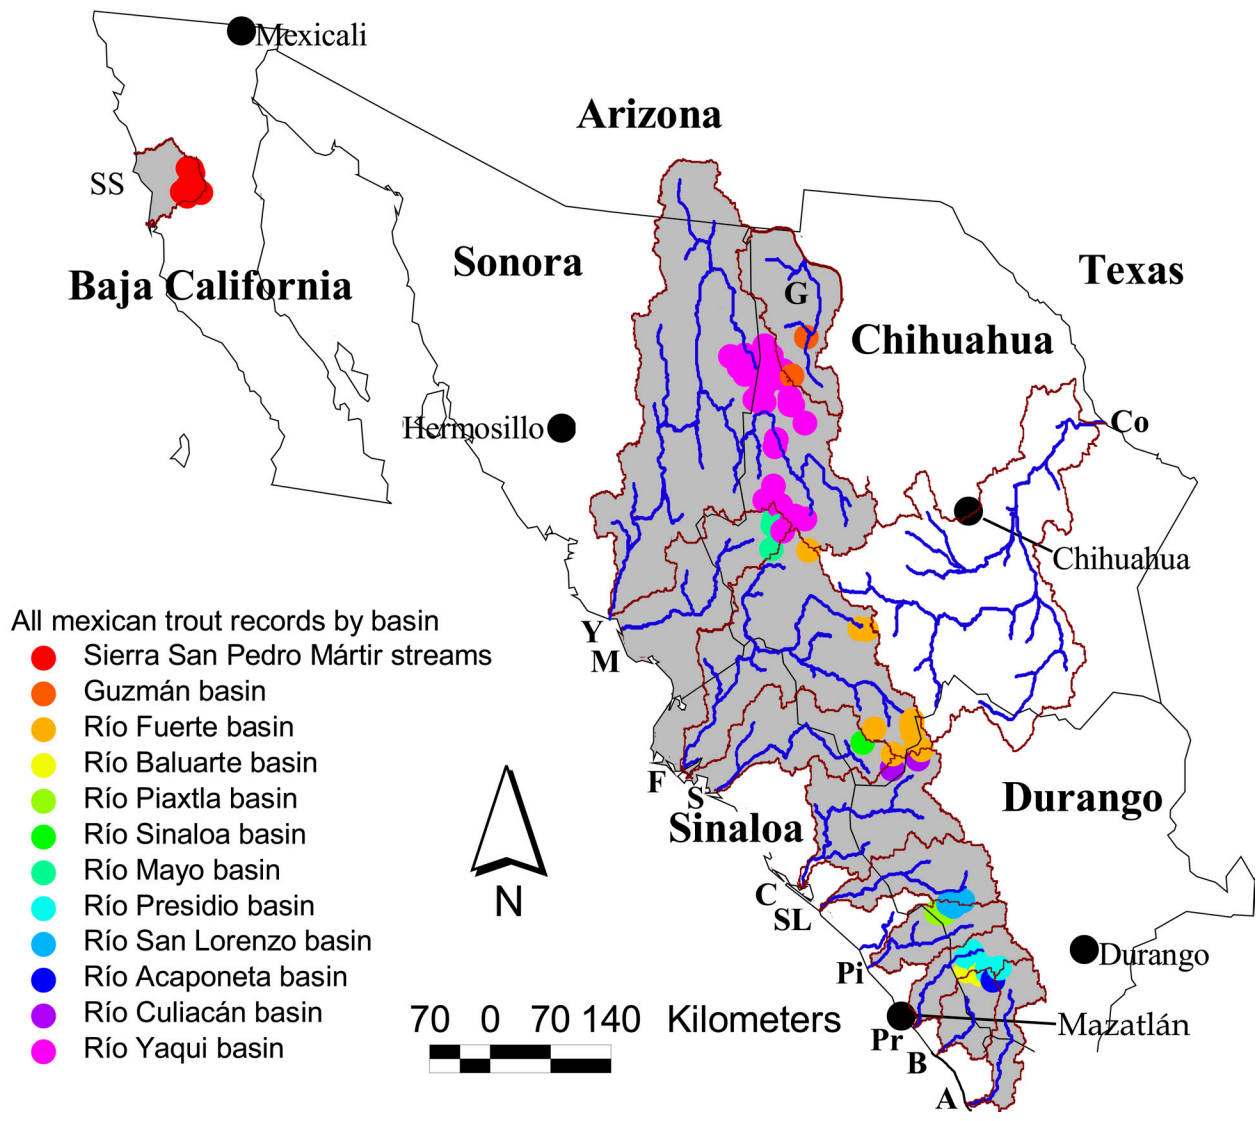 Mexicali
Arizona
SS
Sonora
Texas
Baja California
G
Chihuahua
Co
Hermosillo
Chihuahua
All mexican trout records by basin
Sierra San Pedro Mártir streams
Guzmán basin
Río Fuerte basin
Río Baluarte basin
Río Piaxtla basin
Río Sinaloa basin
Río Mayo basin
Río Presidio basin
Río San Lorenzo basin
Río Acaponeta basin
Río Culiacán basin
Río Yaqui basin
Y
M
F
S
Sinaloa
Durango
N
C
SL
Pi
Durango
Pr
Mazatlán
B
A
70 0 70 140 Kilometers